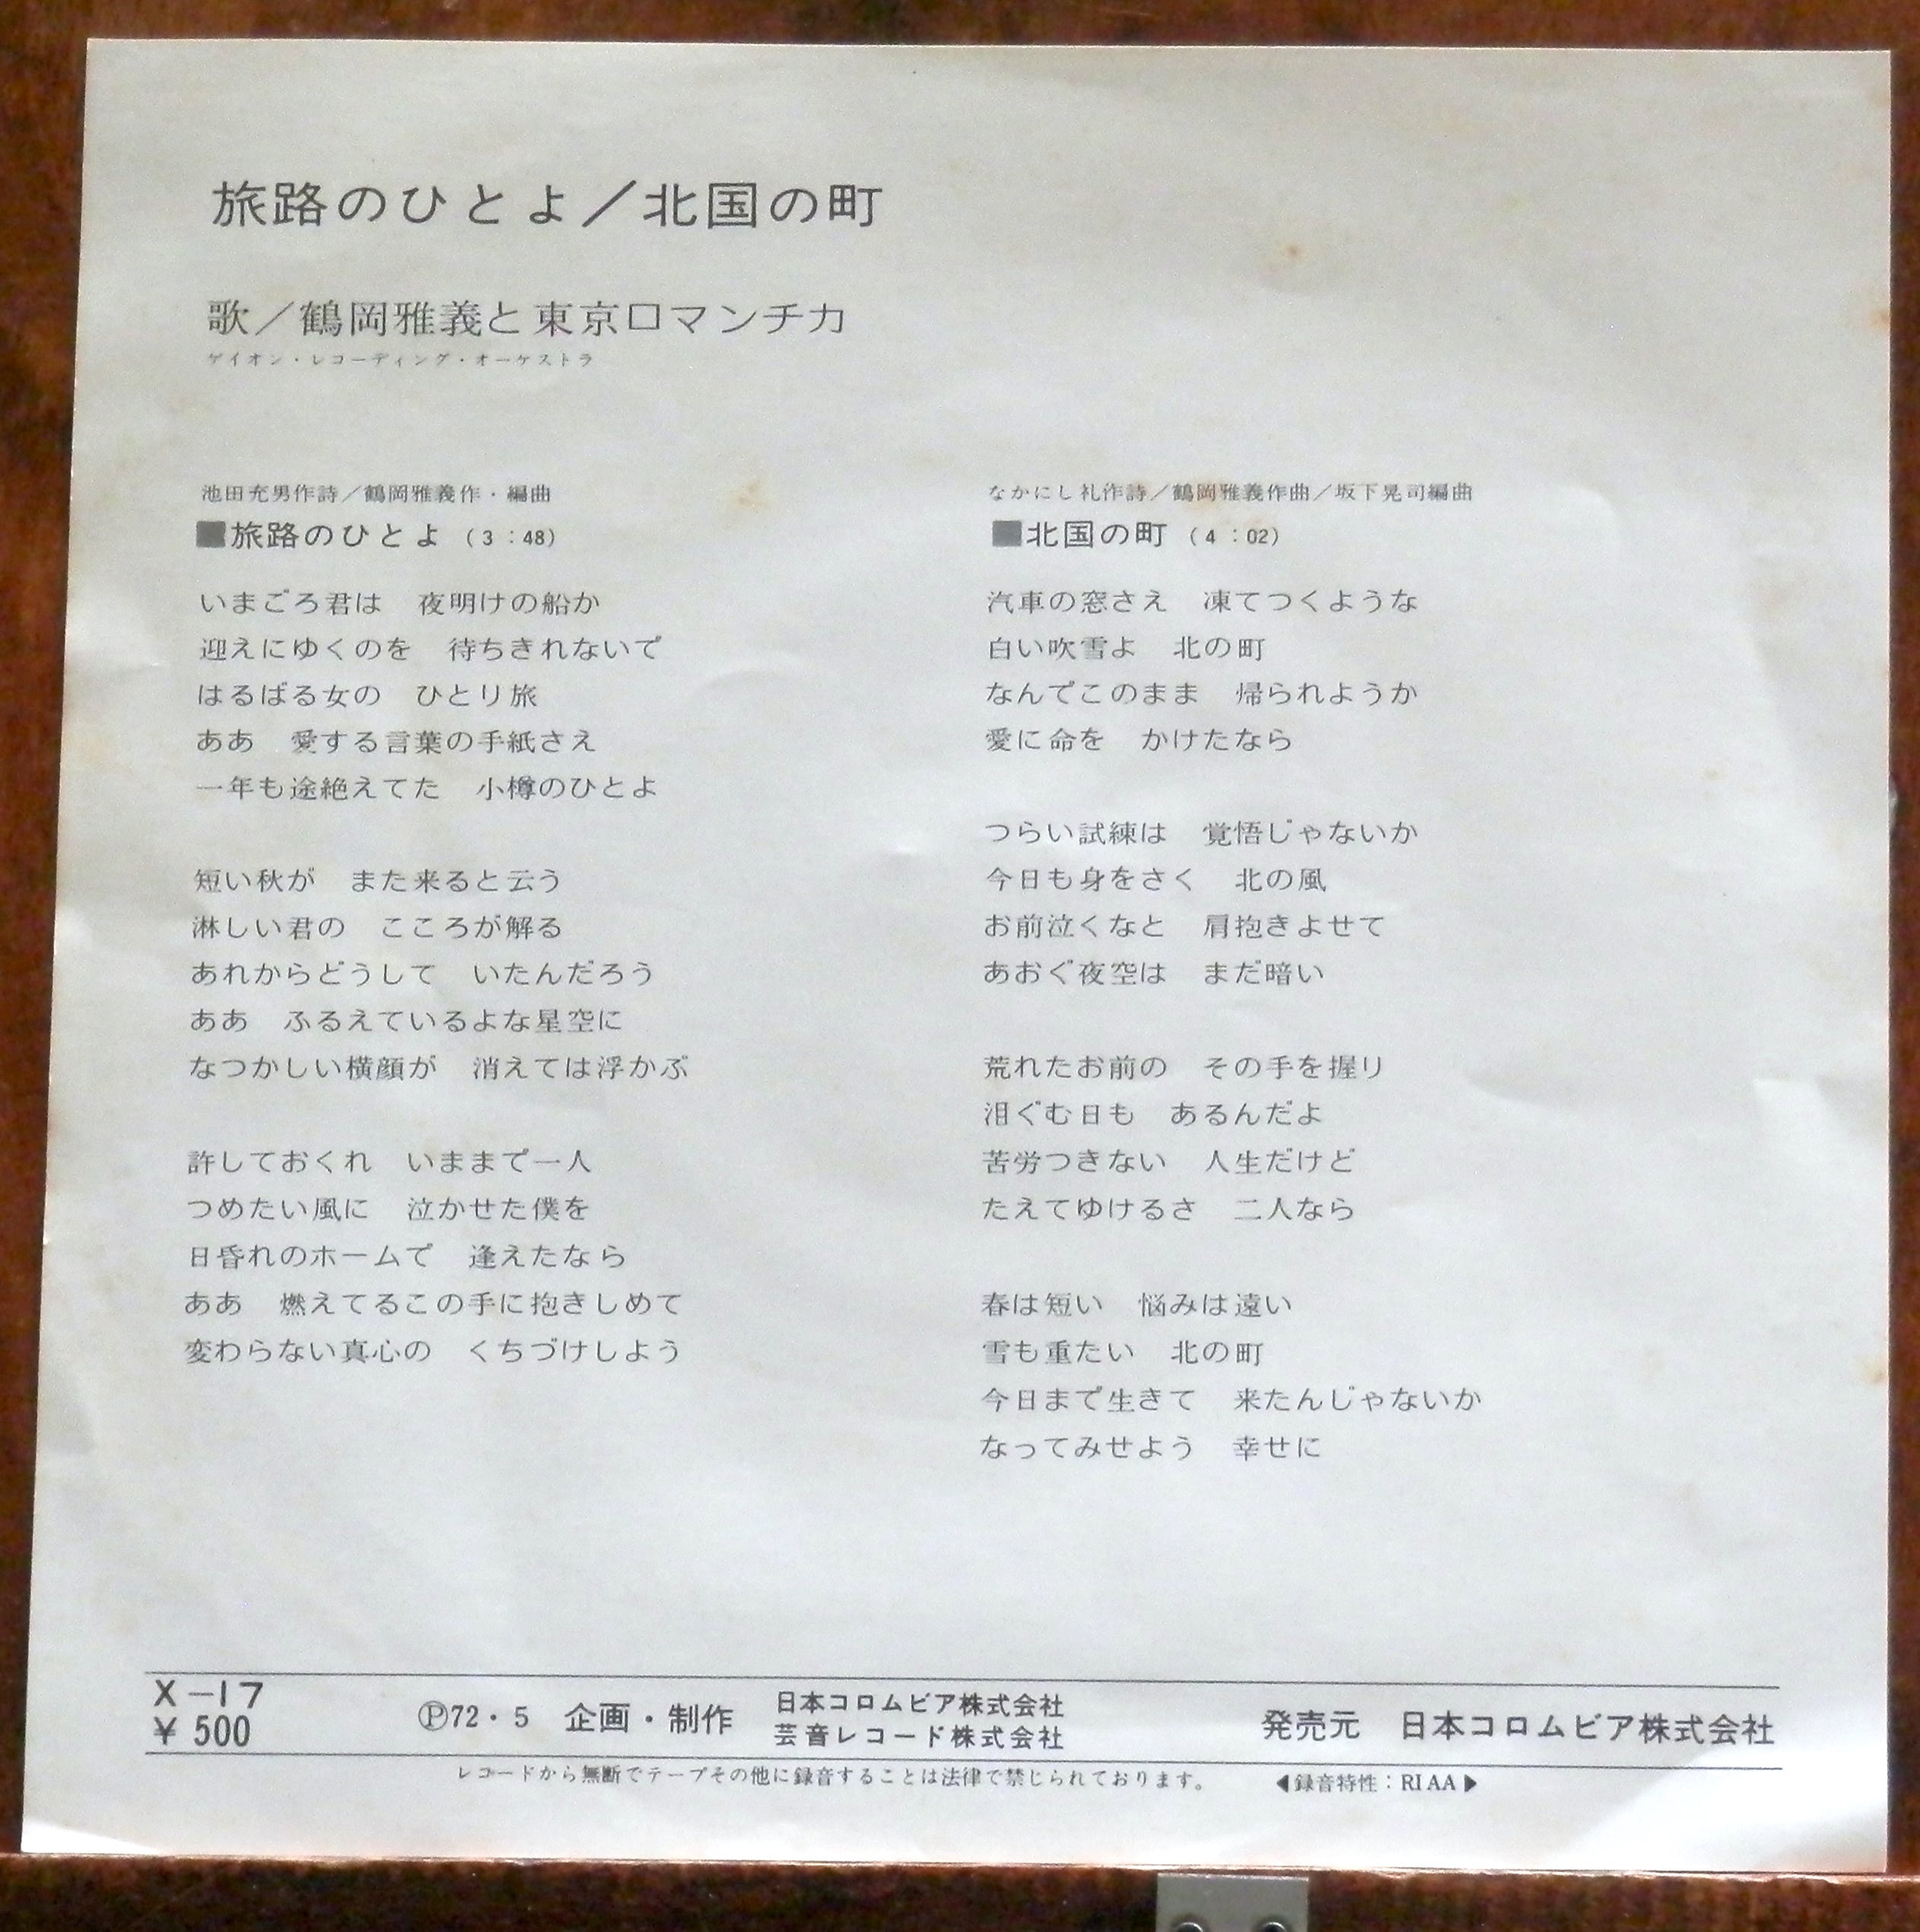 旅路のひとよ／北国の町
歌／鶴岡雅義と東京ロマンチカ
ゲイオン・レコーディング・オーケストラ
池田充男作詩／鶴岡雅義作・編曲
■旅路のひとよ（3：48）
いまごろ君は　夜明けの船か
迎えにゆくのを　待ちきれないで
はるばる女の　ひとり旅
ああ　愛する言葉の手紙さえ
一年も途絶えてた　小樽のひとよ
短い秋が　また来ると云う
淋しい君の　こころが解る
あれからどうして　いたんだろう
ああ　ふるえているよな星空に
なつかしい横顔が　消えては浮かぶ
許しておくれ　いままで一人
つめたい風に　泣かせた僕を
日昏れのホームで　逢えたなら
ああ　燃えてるこの手に抱きしめて
変わらない真心の　くちづけしよう
なかにし礼作詩／鶴岡雅義作曲／坂下晃司編曲
■北国の町（4：02）
汽車の窓さえ　凍てつくような
白い吹雪よ　北の町
なんでこのまま　帰られようか
愛に命を　かけたなら
つらい試練は　覚悟じゃないか
今日も身をさく　北の風
お前泣くなと　肩抱きよせて
あおぐ夜空は　まだ暗い
荒れたお前の　その手を握り
泪ぐむ日も　あるんだよ
苦労つきない　人生だけど
たえてゆけるさ　二人なら
春は短い　悩みは遠い
雪も重たい　北の町
今日まで生きて　来たんじゃないか
なってみせよう　幸せに
X-17
￥500
Ⓟ72・5　企画・制作
日本コロムビア株式会社
芸音レコード株式会社
発売元　日本コロムビア株式会社
レコードから無断でテープその他に録音することは法律で禁じられております。
◀録音特性：RIAA▶